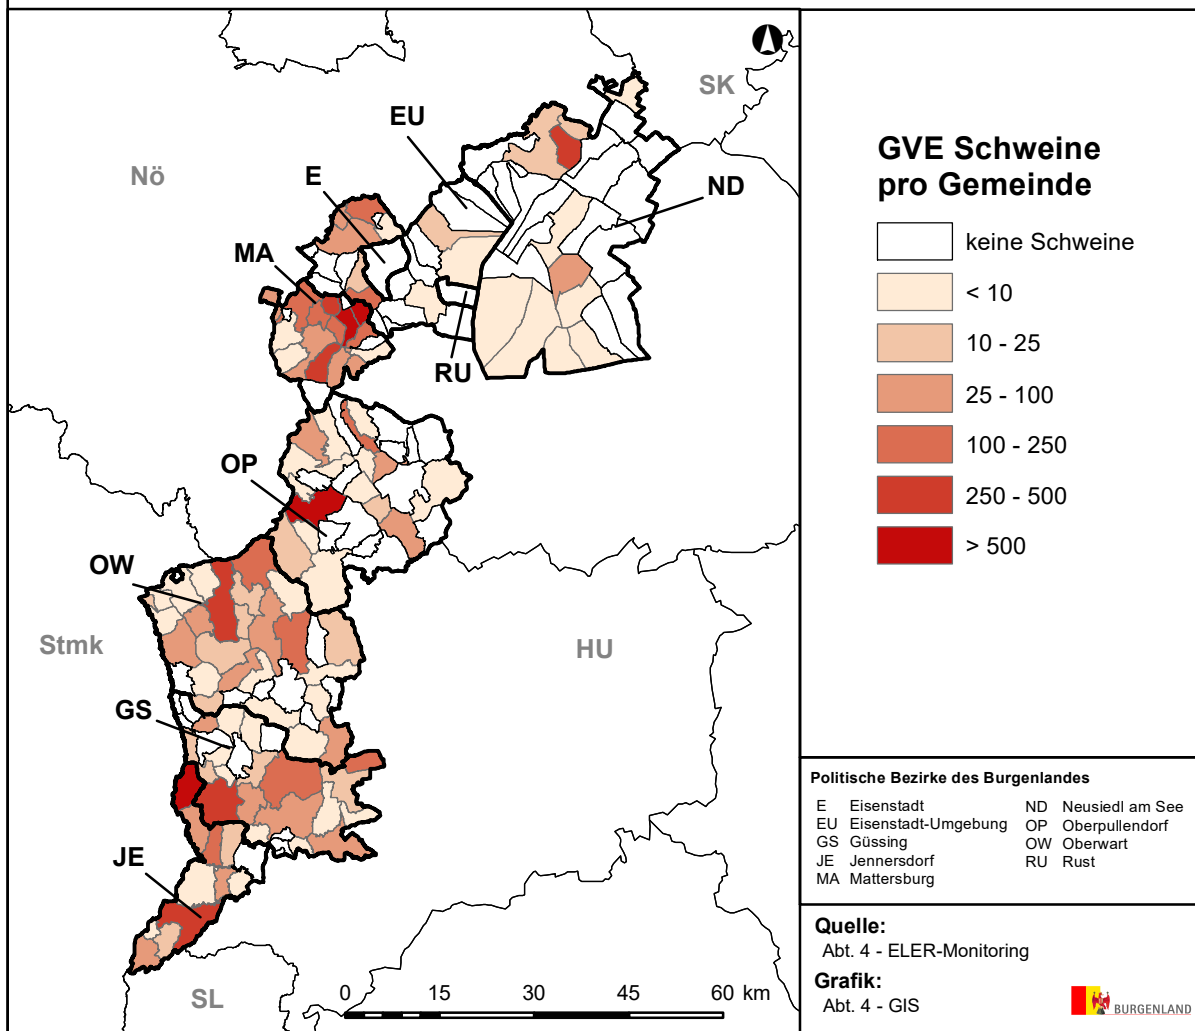 SK
EU
Nö
E
ND
MA
RU
OP
OW
Stmk
HU
GS
JE
SL
0 15 30 45 60 km
GVE Schweine
pro Gemeinde
keine Schweine
< 10
10 - 25
25 - 100
100 - 250
250 - 500
> 500
Politische Bezirke des Burgenlandes
E Eisenstadt
EU Eisenstadt-Umgebung
GS Güssing
JE Jennersdorf
MA Mattersburg
ND Neusiedl am See
OP Oberpullendorf
OW Oberwart
RU Rust
Quelle:
Abt. 4 - ELER-Monitoring
Grafik:
Abt. 4 - GIS
BURGENLAND